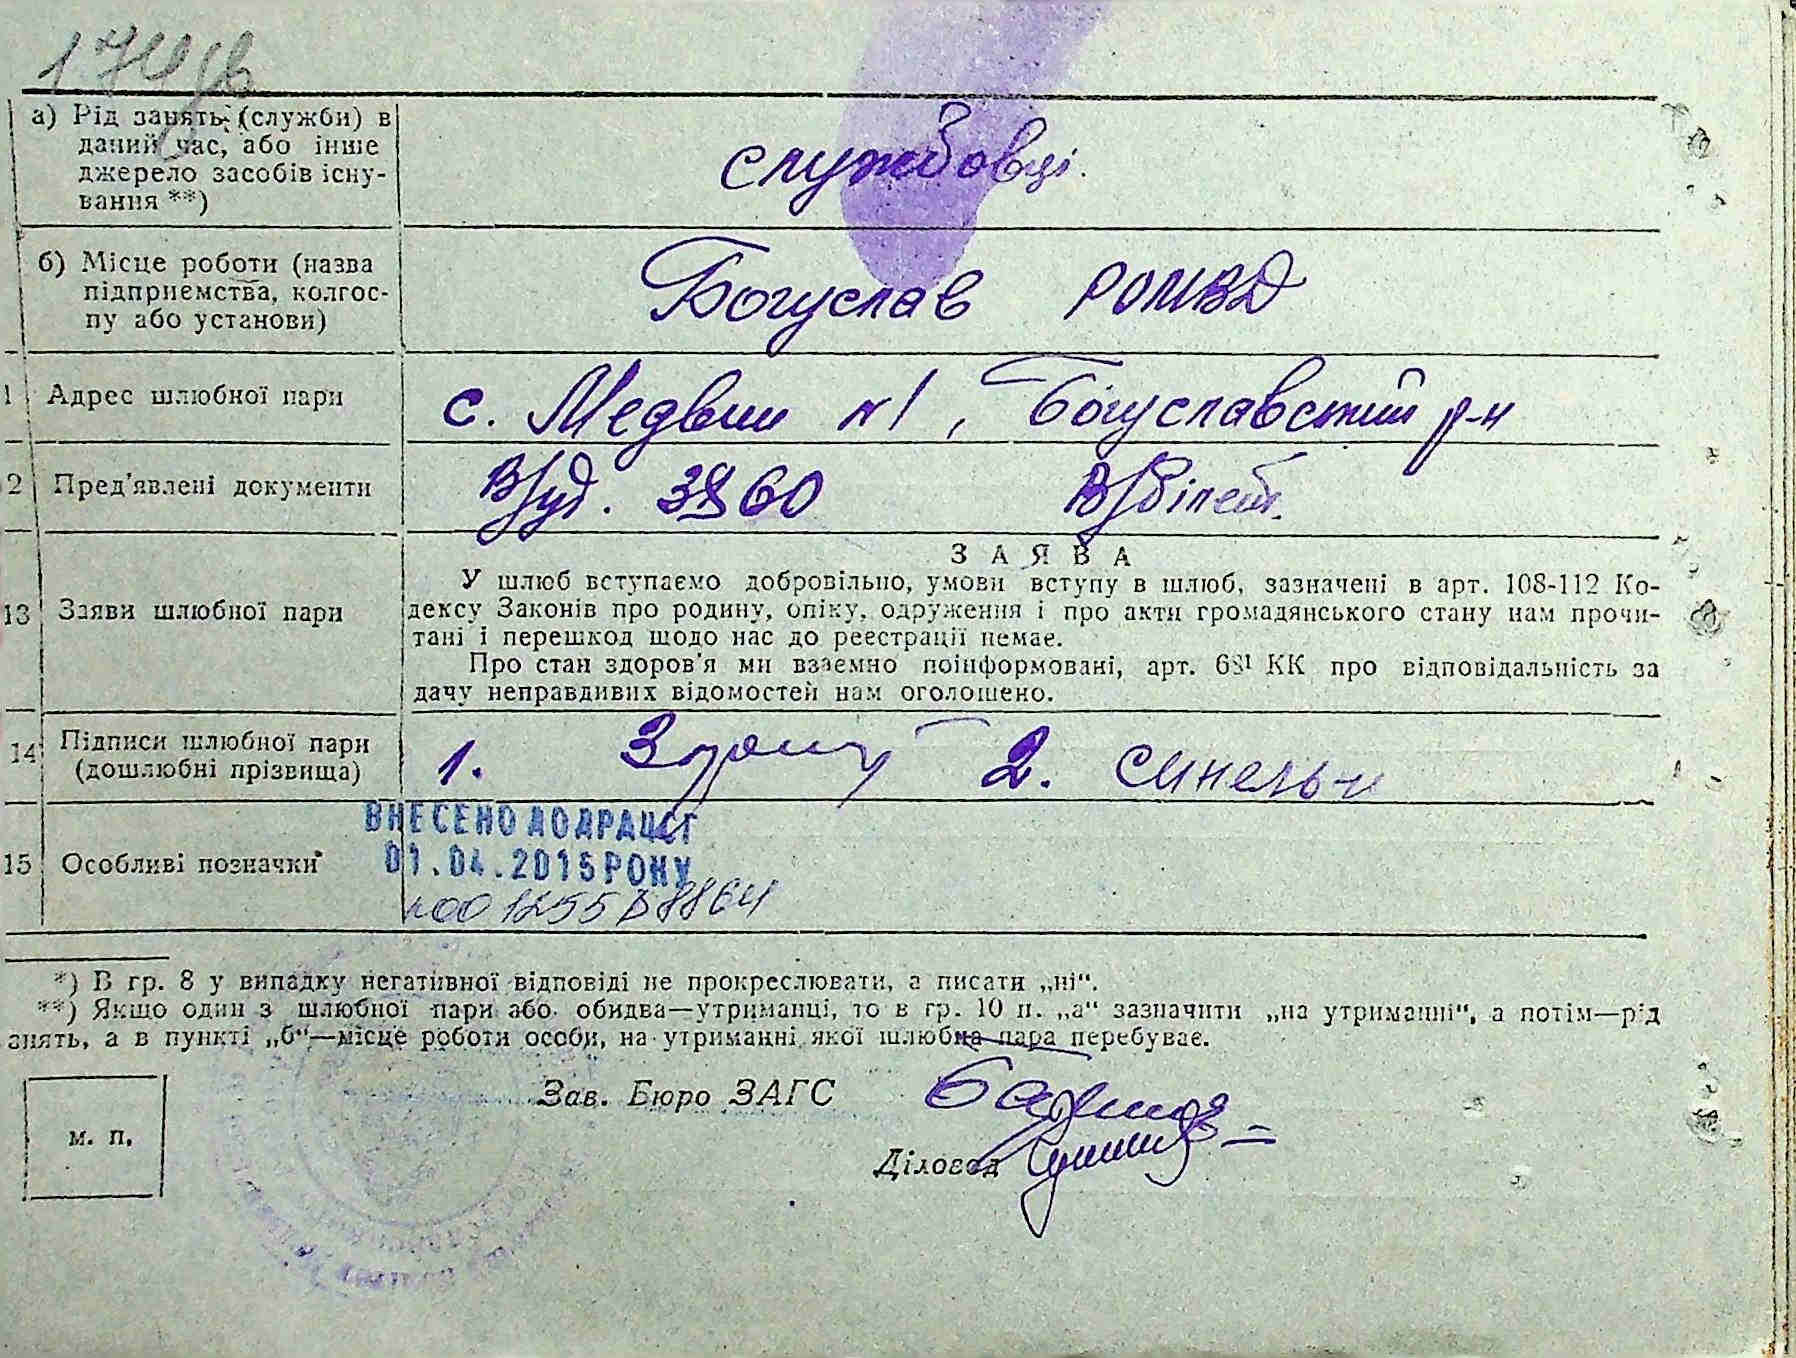 а) Рід занять (служби) в
даний час, або інше
джерело засобів існу-
вання **)
службовці.
б) Місце роботи (назва
підприємства, колгос-
пу або установи)
Богуслав РОМВД
1 Адрес шлюбної пари
с. Медвин №1, Богуславский р-н
2 Пред'явлені документи
В/уд. 3860 В/білет.
13 Заяви шлюбної пари
ЗАЯВА
У шлюб вступаємо добровільно, умови вступу в шлюб, зазначені в арт. 108-112 Ко-
дексу Законів про родину, опіку, одруження і про акти громадянського стану нам прочи-
тані і перешкод щодо нас до реєстрації немає.
Про стан здоров'я ми взаємно поінформовані, арт. 68¹ КК про відповідальність за
дачу неправдивих відомостей нам оголошено.
14 Підписи шлюбної пари
(дошлюбні прізвища)
1. 2. Синель-
ВНЕСЕНО ДО ДРАЦСГ
01.04.2015 РОКУ
15 Особливі позначки
*) В гр. 8 у випадку негативної відповіді не прокреслювати, а писати „ні“.
**) Якщо один з шлюбної пари або обидва—утриманці, то в гр. 10 п. „а“ зазначити „на утриманні“, а потім—рід
знять, а в пункті „б“—місце роботи особи, на утриманні якої шлюбна пара перебуває.
Зав. Бюро ЗАГС
м. п.
Діловод